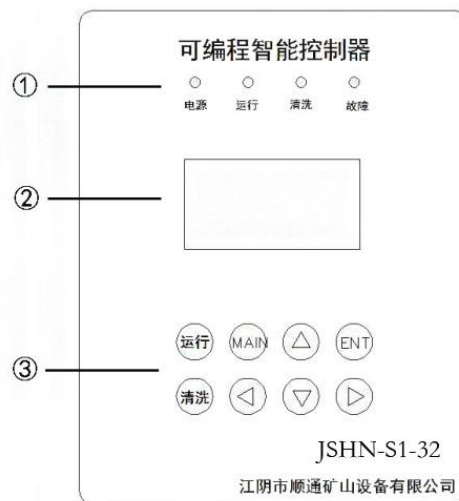 可编程智能控制器
①
电源 运行 清洗 故障
②
运行 MAIN ENT
③
清洗
JSHN-S1-32
江阴市顺通矿山设备有限公司